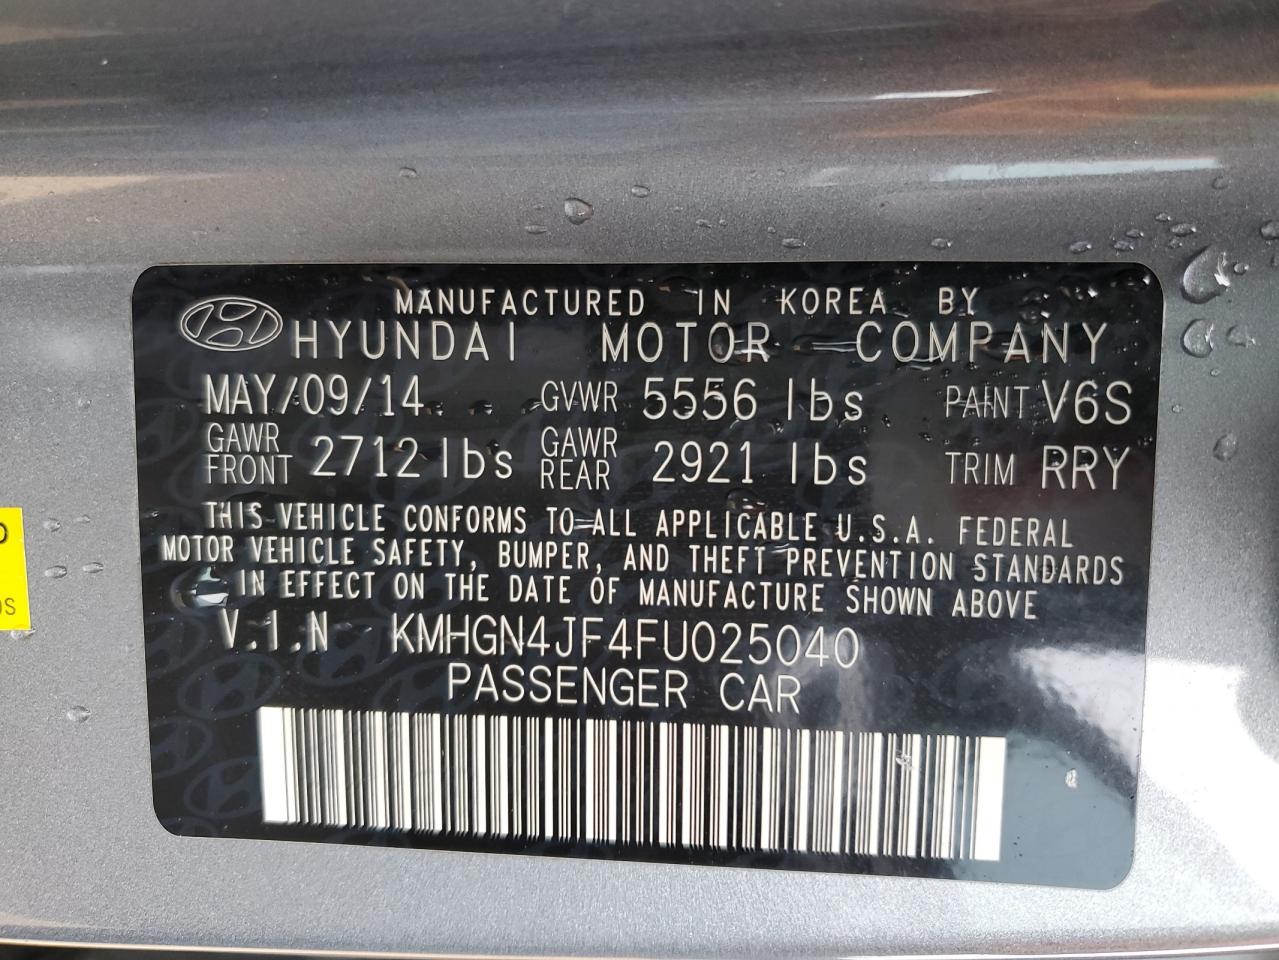 MANUFACTURED IN KOREA BY
HYUNDAI MOTOR COMPANY
MAY/09/14 GVWR 5556 lbs PAINT V6S
GAWR FRONT 2712 lbs GAWR REAR 2921 lbs TRIM RRY
THIS VEHICLE CONFORMS TO ALL APPLICABLE U.S.A. FEDERAL
MOTOR VEHICLE SAFETY, BUMPER, AND THEFT PREVENTION STANDARDS
IN EFFECT ON THE DATE OF MANUFACTURE SHOWN ABOVE
V.I.N KMHGN4JF4FU025040
PASSENGER CAR